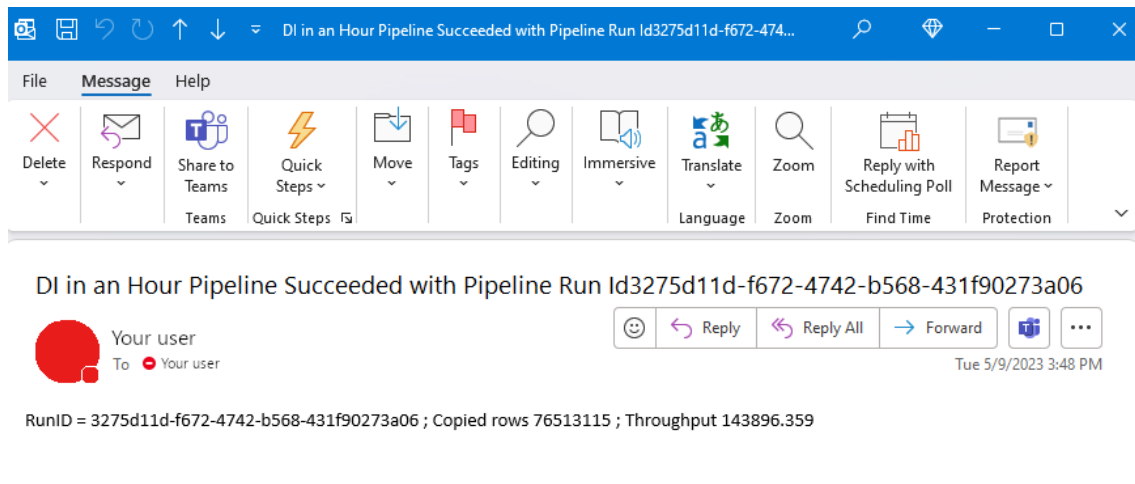 DI in an Hour Pipeline Succeeded with Pipeline Run Id3275d11d-f672-474...
File Message Help
Delete Respond Share to Teams Quick Steps Move Tags Editing Immersive Translate Zoom Reply with Scheduling Poll Report Message
Teams Quick Steps Language Zoom Find Time Protection
DI in an Hour Pipeline Succeeded with Pipeline Run Id3275d11d-f672-4742-b568-431f90273a06
Your user
Reply Reply All Forward
To Your user
Tue 5/9/2023 3:48 PM
RunID = 3275d11d-f672-4742-b568-431f90273a06 ; Copied rows 76513115 ; Throughput 143896.359